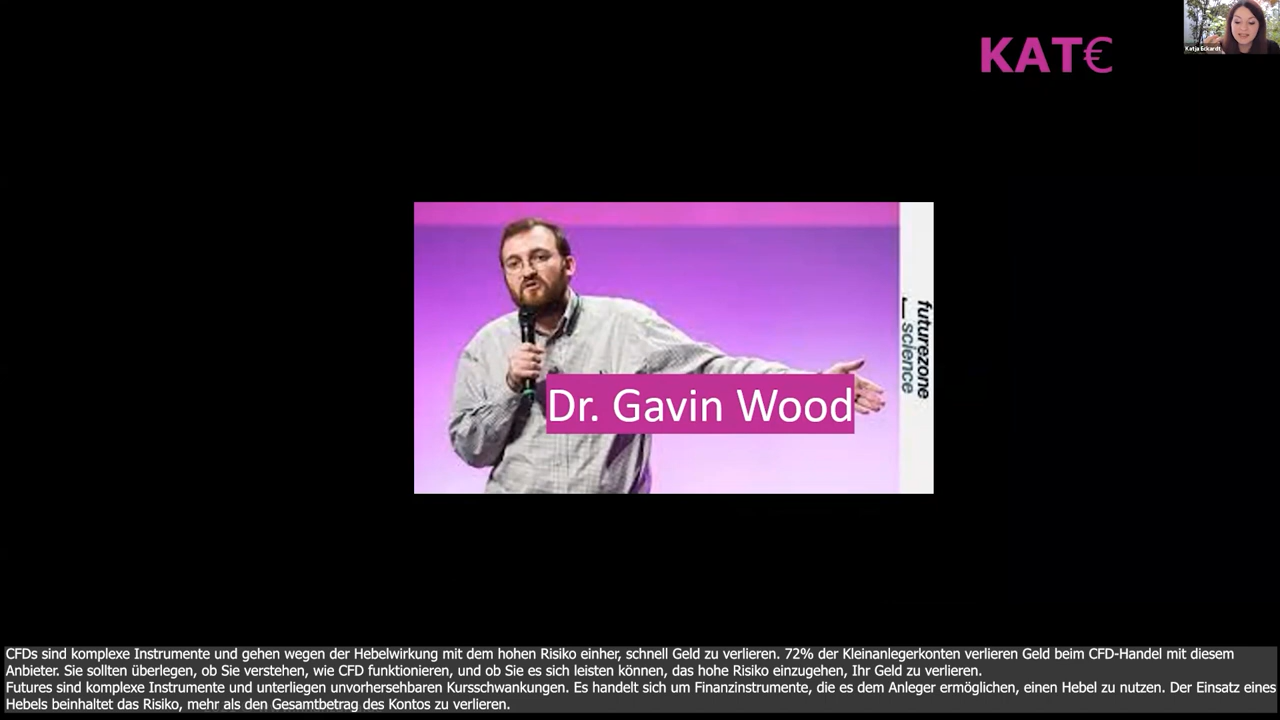 KAT€
Katja Eckardt
Dr. Gavin Wood
futurezone
science
CFDs sind komplexe Instrumente und gehen wegen der Hebelwirkung mit dem hohen Risiko einher, schnell Geld zu verlieren. 72% der Kleinanlegerkonten verlieren Geld beim CFD-Handel mit diesem
Anbieter. Sie sollten überlegen, ob Sie verstehen, wie CFD funktionieren, und ob Sie es sich leisten können, das hohe Risiko einzugehen, Ihr Geld zu verlieren.
Futures sind komplexe Instrumente und unterliegen unvorhersehbaren Kursschwankungen. Es handelt sich um Finanzinstrumente, die es dem Anleger ermöglichen, einen Hebel zu nutzen. Der Einsatz eines
Hebels beinhaltet das Risiko, mehr als den Gesamtbetrag des Kontos zu verlieren.